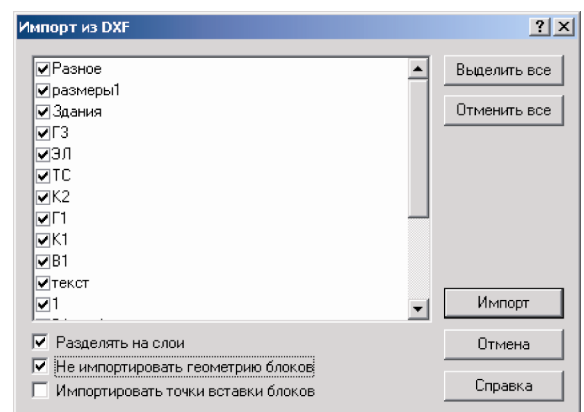 Импорт из DXF
Разное
размеры1
Здания
Г3
ЭЛ
ТС
К2
Г1
К1
В1
текст
1
Выделить все
Отменить все
Импорт
Отмена
Справка
Разделять на слои
Не импортировать геометрию блоков
Импортировать точки вставки блоков